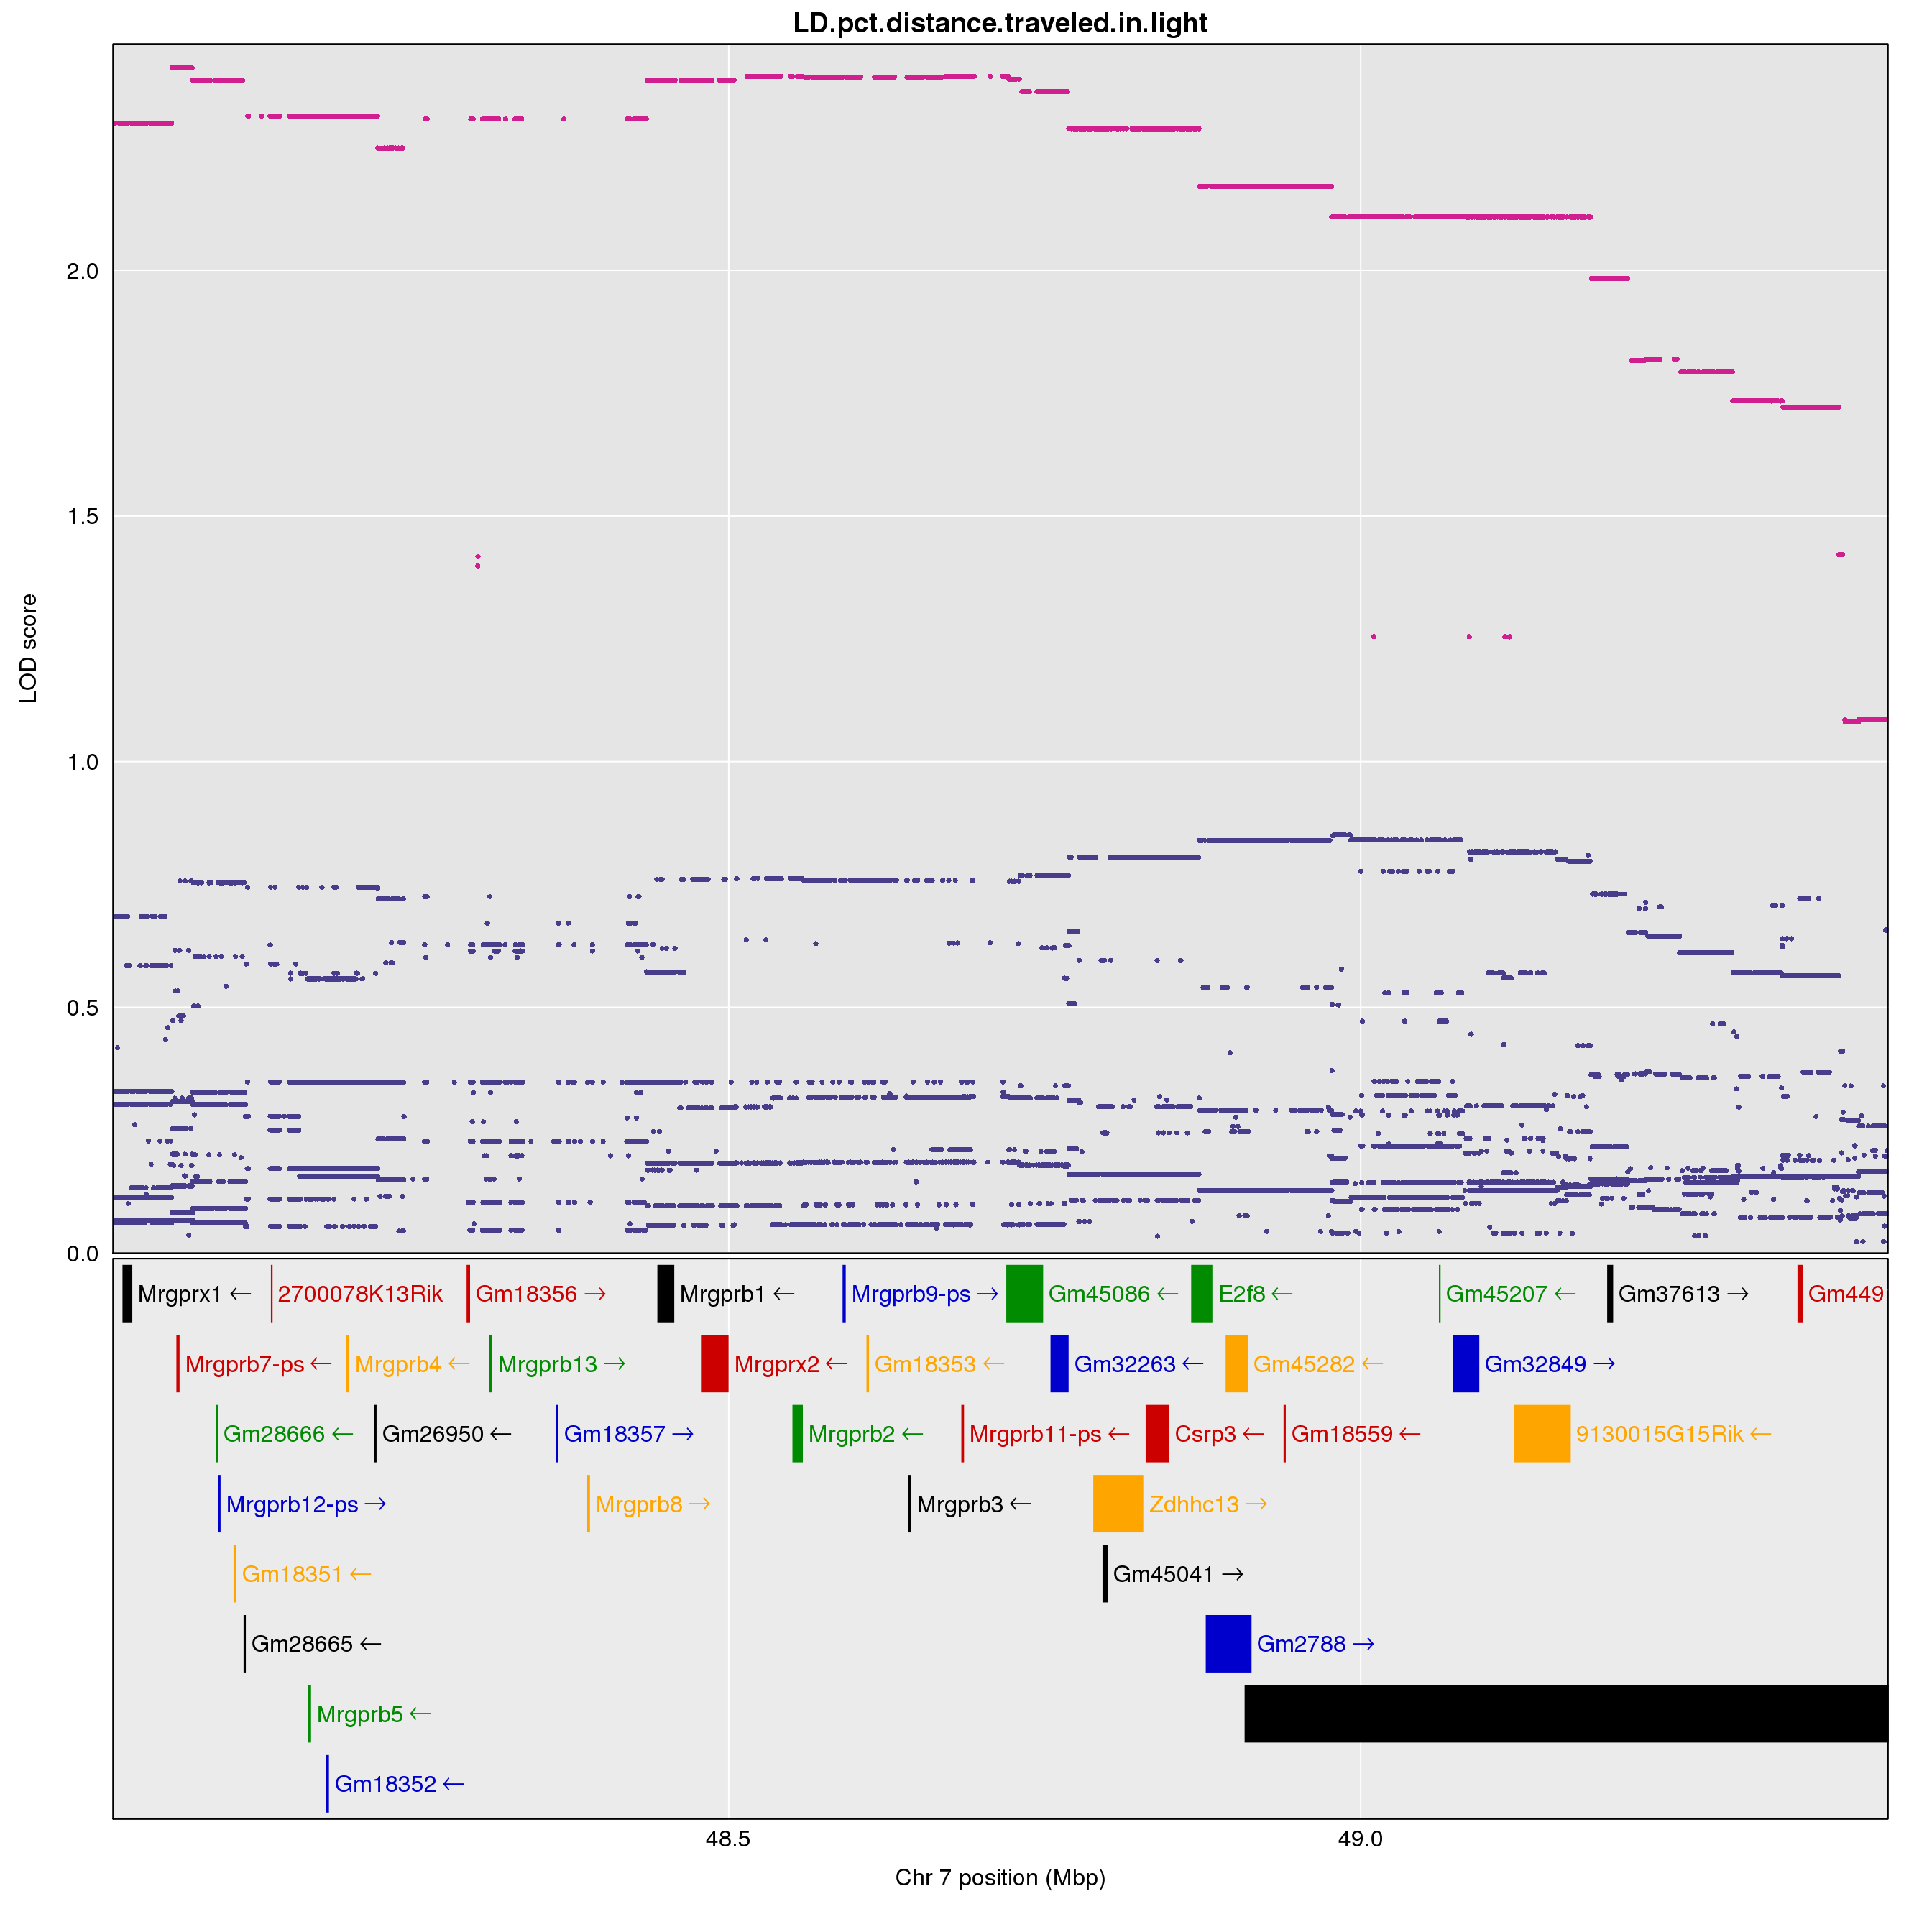 LD.pct.distance.traveled.in.light
LOD score
2.0
1.5
1.0
0.5
0.0
Mrgprx1 ← 2700078K13Rik Gm18356 → Mrgprb1 ← Mrgprb9-ps → Gm45086 ← E2f8 ← Gm45207 ← Gm37613 → Gm449
Mrgprb7-ps ← Mrgprb4 ← Mrgprb13 → Mrgprx2 ← Gm18353 ← Gm32263 ← Gm45282 ← Gm32849 →
Gm28666 ← Gm26950 ← Gm18357 → Mrgprb2 ← Mrgprb11-ps ← Csrp3 ← Gm18559 ← 9130015G15Rik ←
Mrgprb12-ps → Mrgprb8 → Mrgprb3 ← Zdhhc13 →
Gm18351 ← Gm45041 →
Gm28665 ← Gm2788 →
Mrgprb5 ←
Gm18352 ←
48.5 49.0
Chr 7 position (Mbp)